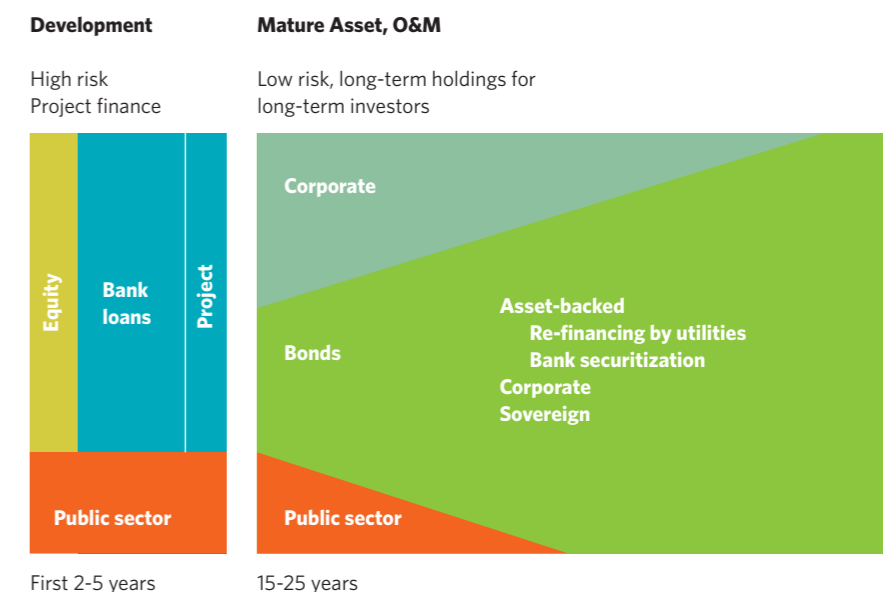 Development
Mature Asset, O&M
High risk
Project finance
Low risk, long-term holdings for
long-term investors
Equity
Bank
loans
Project
Public sector
Corporate
Bonds
Asset-backed
Re-financing by utilities
Bank securitization
Corporate
Sovereign
Public sector
First 2-5 years
15-25 years